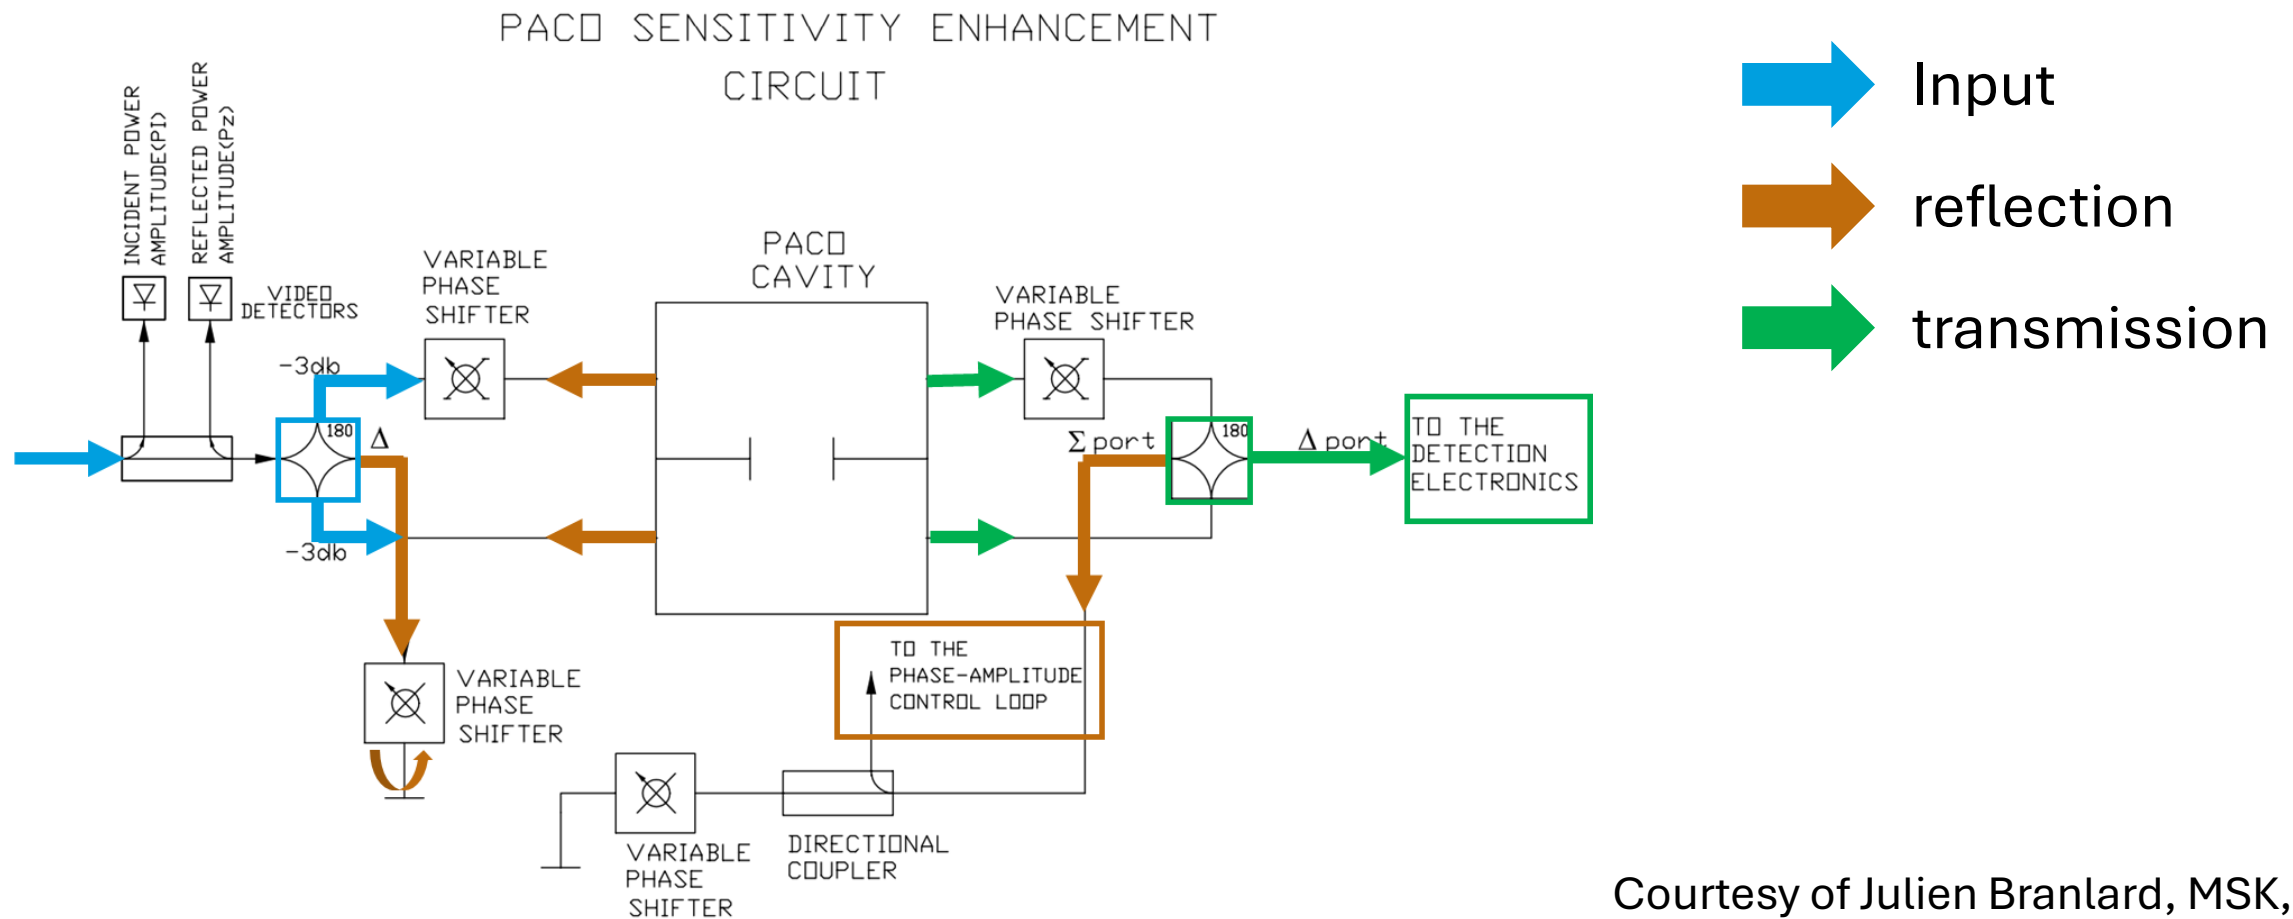 PACO SENSITIVITY ENHANCEMENT
CIRCUIT
Input
reflection
transmission
INCIDENT POWER
AMPLITUDE(PI)
REFLECTED POWER
AMPLITUDE(Pz)
VIDEO
DETECTORS
VARIABLE
PHASE
SHIFTER
PACO
CAVITY
VARIABLE
PHASE SHIFTER
-3db
180
Δ
-3db
Σ port
180
Δ port
TO THE
DETECTION
ELECTRONICS
VARIABLE
PHASE
SHIFTER
TO THE
PHASE-AMPLITUDE
CONTROL LOOP
VARIABLE
PHASE
SHIFTER
DIRECTIONAL
COUPLER
Courtesy of Julien Branlard, MSK,